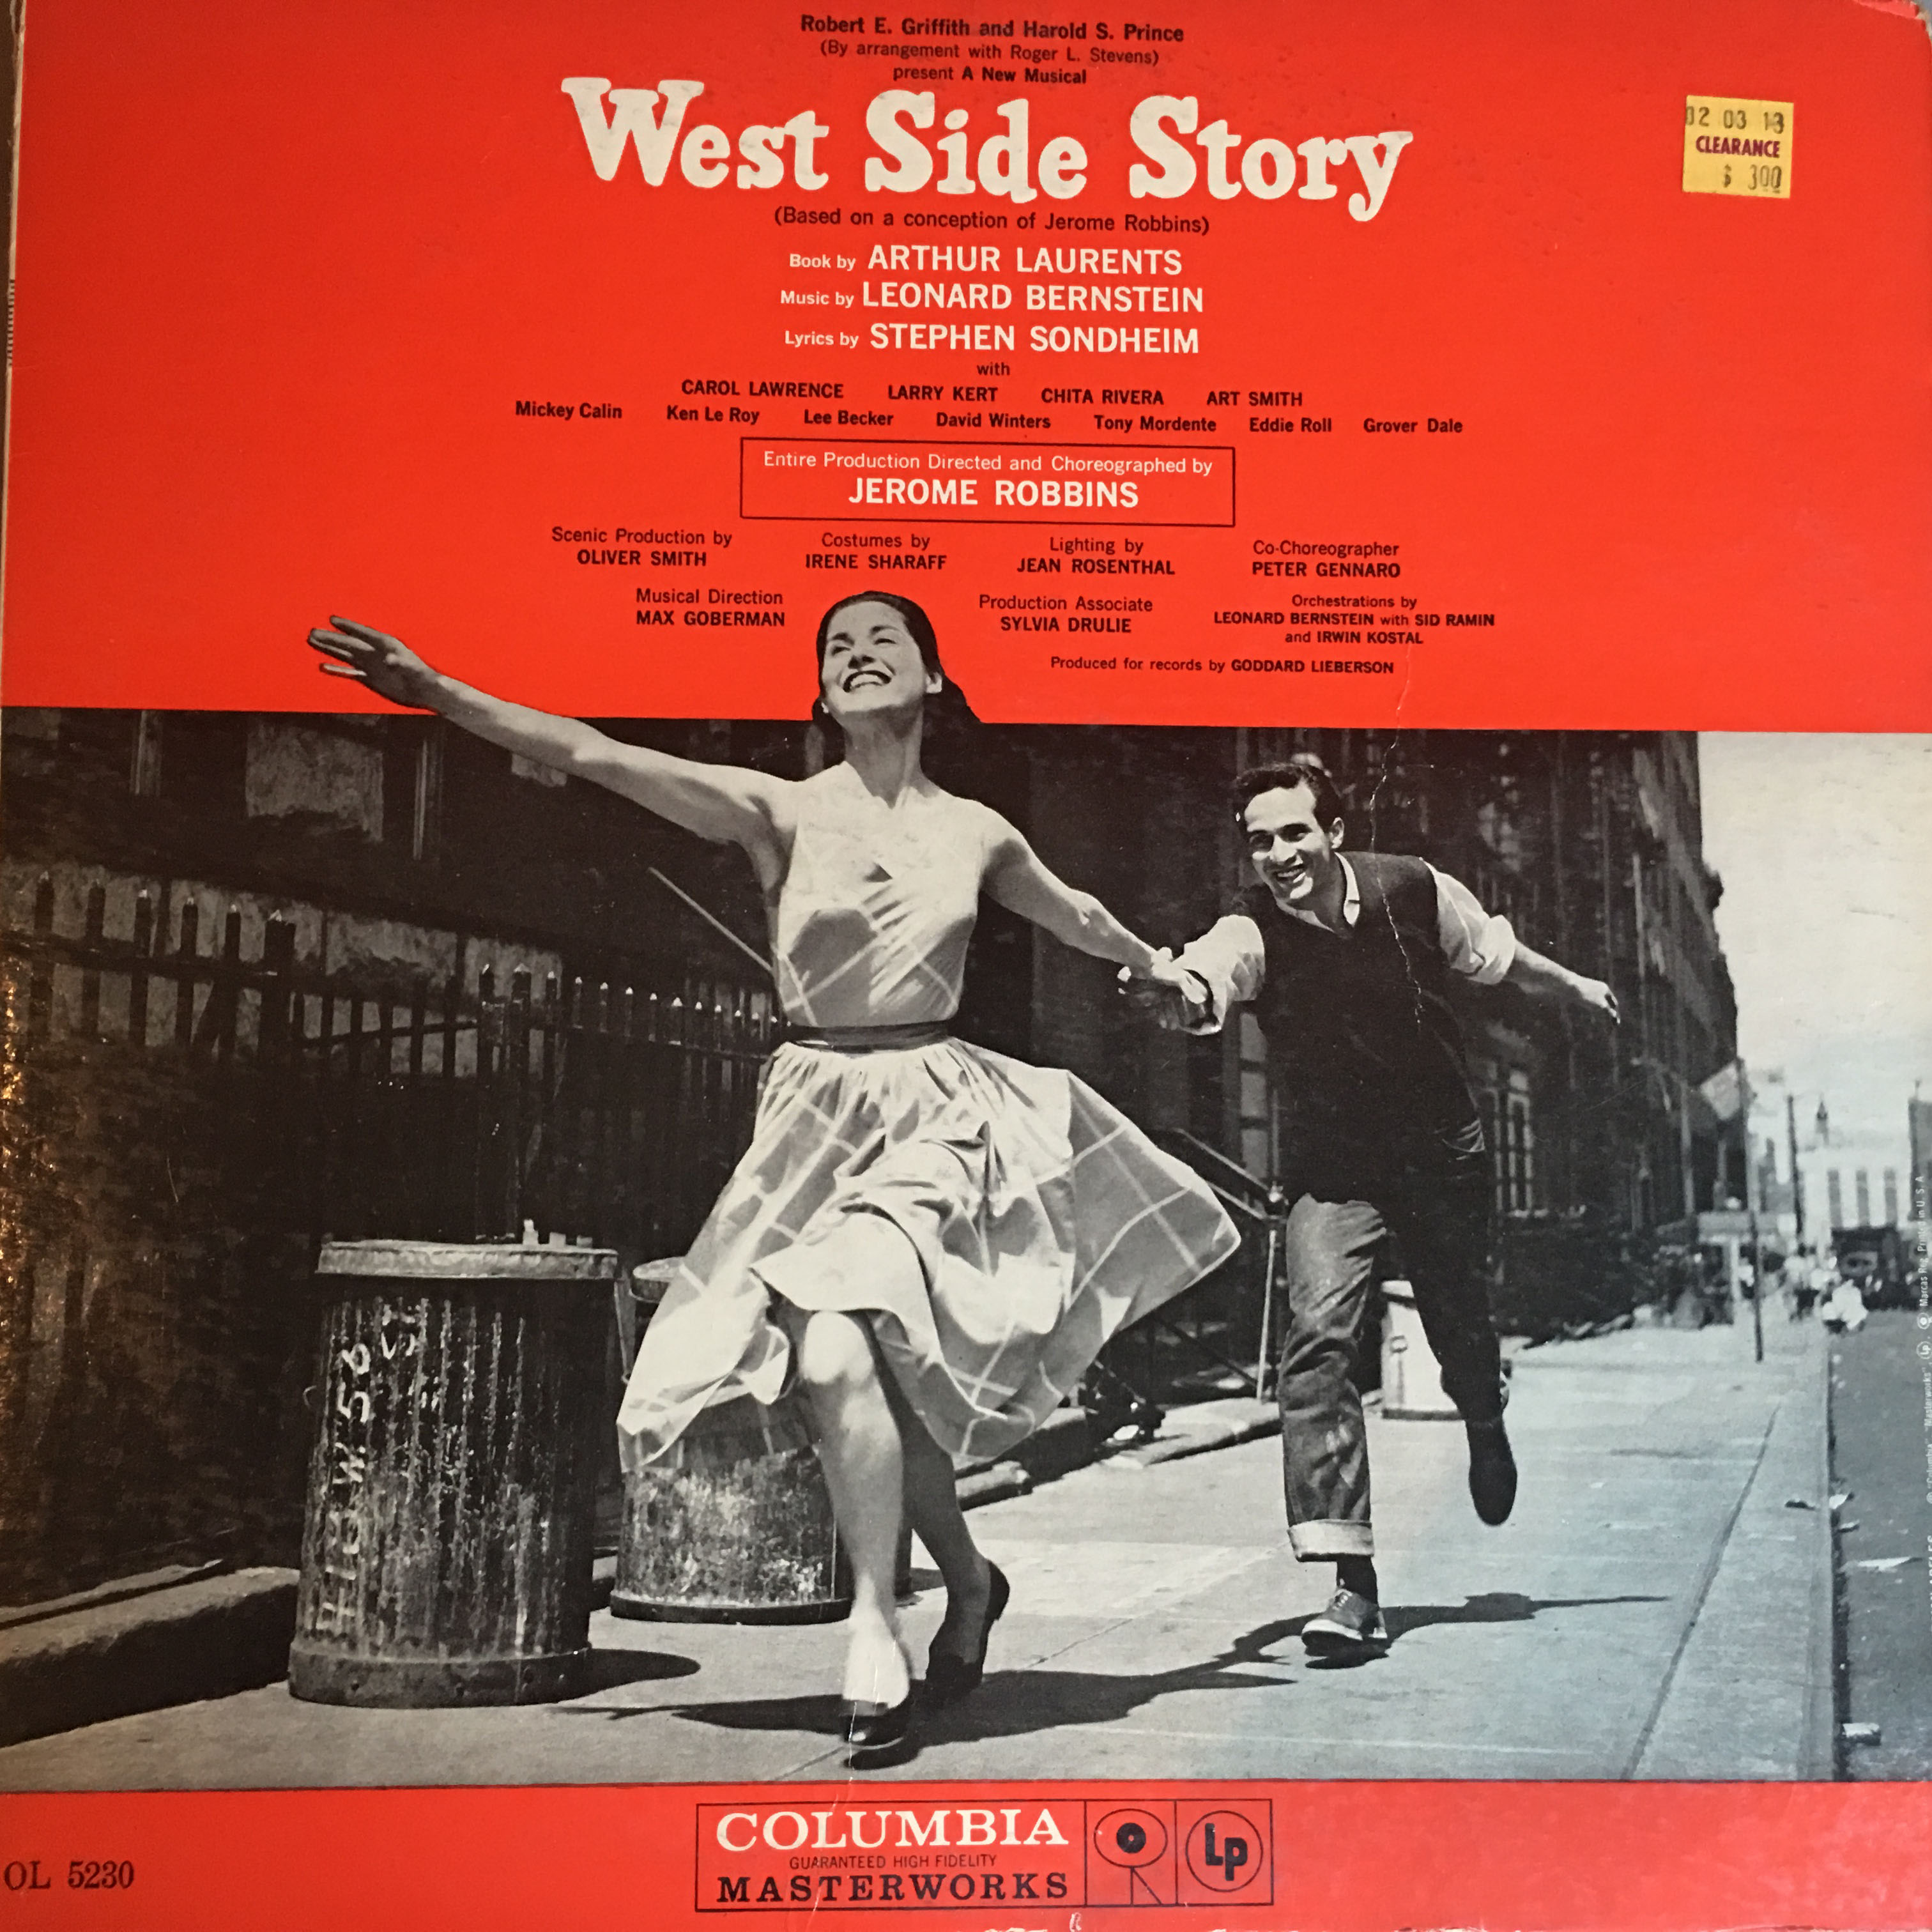 Robert E. Griffith and Harold S. Prince
(By arrangement with Roger L. Stevens)
present A New Musical
West Side Story
02 03 13
CLEARANCE
$ 300
(Based on a conception of Jerome Robbins)
Book by ARTHUR LAURENTS
Music by LEONARD BERNSTEIN
Lyrics by STEPHEN SONDHEIM
with
CAROL LAWRENCE LARRY KERT CHITA RIVERA ART SMITH
Mickey Calin Ken Le Roy Lee Becker David Winters Tony Mordente Eddie Roll Grover Dale
Entire Production Directed and Choreographed by
JEROME ROBBINS
Scenic Production by
OLIVER SMITH
Costumes by
IRENE SHARAFF
Lighting by
JEAN ROSENTHAL
Co-Choreographer
PETER GENNARO
Musical Direction
MAX GOBERMAN
Production Associate
SYLVIA DRULIE
Orchestrations by
LEONARD BERNSTEIN with SID RAMIN
and IRWIN KOSTAL
Produced for records by GODDARD LIEBERSON
W.56
ST
OL 5230
COLUMBIA
GUARANTEED HIGH FIDELITY
MASTERWORKS
Lp